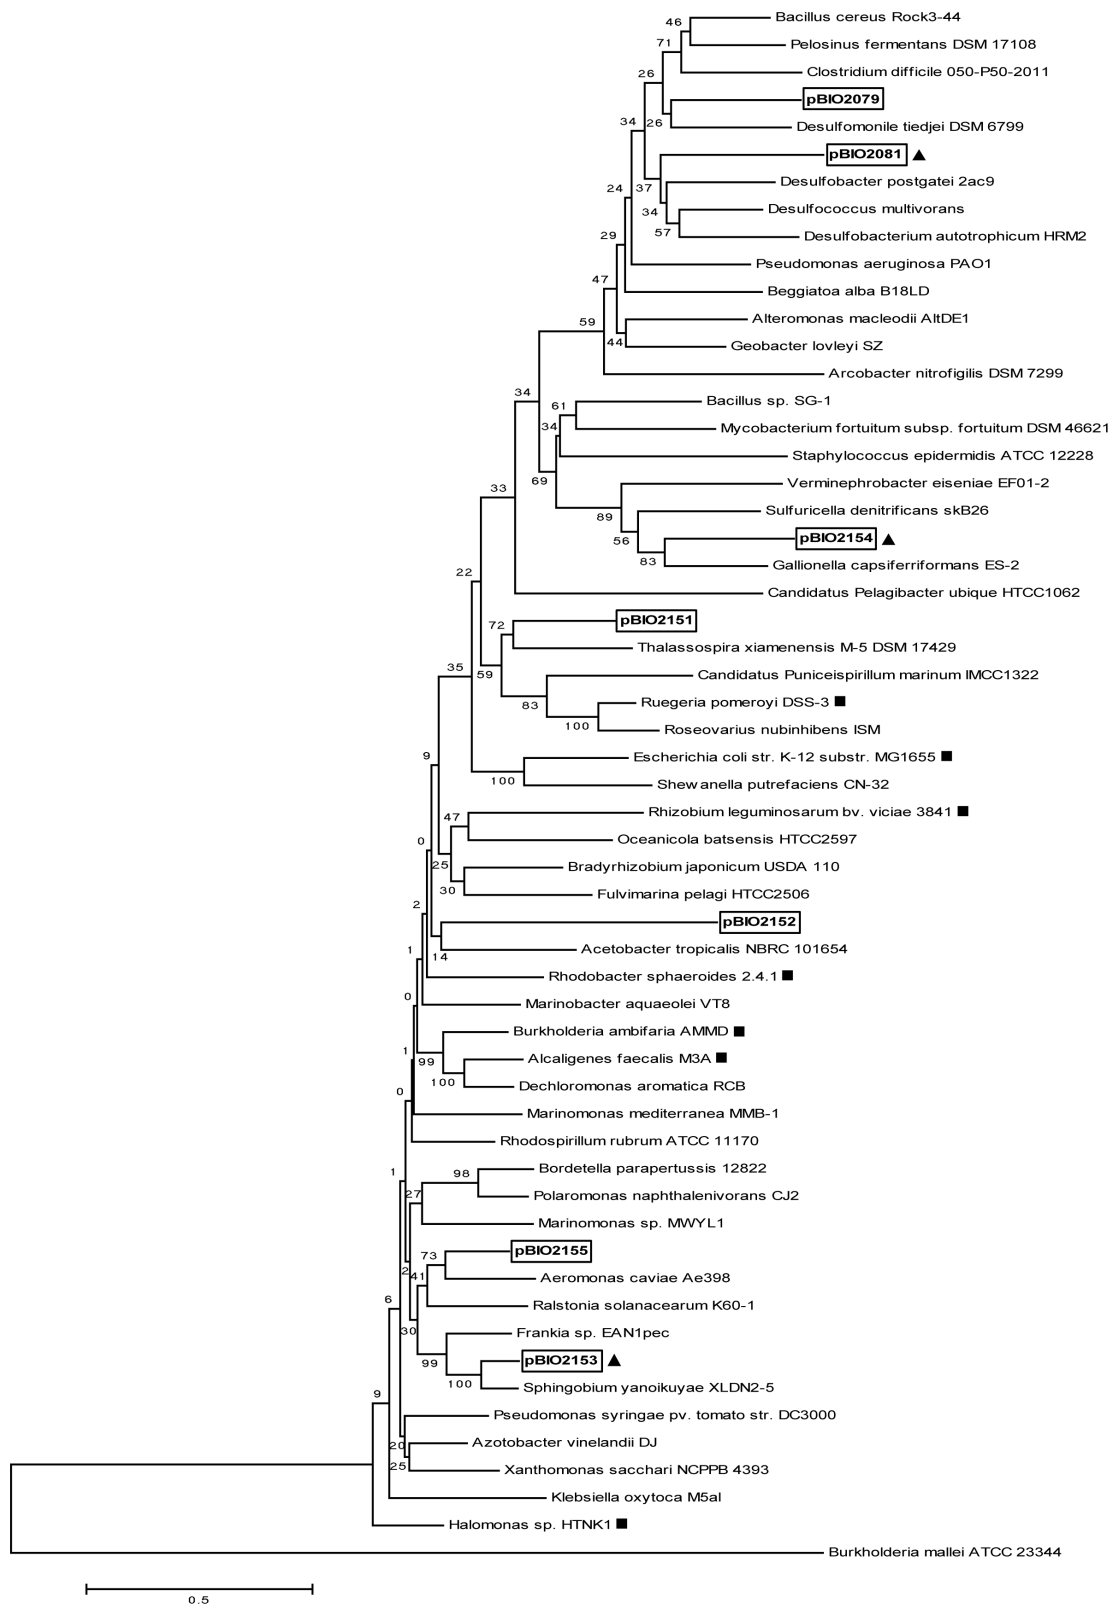 46
Bacillus cereus Rock3-44
71
Pelosinus fermentans DSM 17108
26
Clostridium difficile 050-P50-2011
pBIO2079
34
26
Desulfomonile tiedjei DSM 6799
pBIO2081 ▲
24
37
Desulfobacter postgatei 2ac9
34
Desulfococcus multivorans
29
57
Desulfobacterium autotrophicum HRM2
Pseudomonas aeruginosa PAO1
47
Beggiatoa alba B18LD
59
Alteromonas macleodii AltDE1
44
Geobacter lovleyi SZ
Arcobacter nitrofigilis DSM 7299
34
61
Bacillus sp. SG-1
34
Mycobacterium fortuitum subsp. fortuitum DSM 46621
Staphylococcus epidermidis ATCC 12228
33
69
Verminephrobacter eiseniae EF01-2
89
Sulfuricella denitrificans skB26
56
pBIO2154 ▲
83
Gallionella capsiferriformans ES-2
22
Candidatus Pelagibacter ubique HTCC1062
72
pBIO2151
Thalassospira xiamenensis M-5 DSM 17429
35
59
Candidatus Puniceispirillum marinum IMCC1322
83
Ruegeria pomeroyi DSS-3 ■
100
Roseovarius nubinhibens ISM
9
Escherichia coli str. K-12 substr. MG1655 ■
100
Shewanella putrefaciens CN-32
47
Rhizobium leguminosarum bv. viciae 3841 ■
0
Oceanicola batsensis HTCC2597
25
Bradyrhizobium japonicum USDA 110
30
Fulvimarina pelagi HTCC2506
2
pBIO2152
1
14
Acetobacter tropicalis NBRC 101654
Rhodobacter sphaeroides 2.4.1 ■
0
Marinobacter aquaeolei VT8
Burkholderia ambifaria AMMD ■
1
99
Alcaligenes faecalis M3A ■
100
Dechloromonas aromatica RCB
0
Marinomonas mediterranea MMB-1
Rhodospirillum rubrum ATCC 11170
1
98
Bordetella parapertussis 12822
27
Polaromonas naphthalenivorans CJ2
Marinomonas sp. MWYL1
73
pBIO2155
2
41
Aeromonas caviae Ae398
6
Ralstonia solanacearum K60-1
30
Frankia sp. EAN1pec
99
pBIO2153 ▲
100
Sphingobium yanoikuyae XLDN2-5
9
Pseudomonas syringae pv. tomato str. DC3000
20
Azotobacter vinelandii DJ
25
Xanthomonas sacchari NCPPB 4393
Klebsiella oxytoca M5al
Halomonas sp. HTNK1 ■
Burkholderia mallei ATCC 23344
0.5